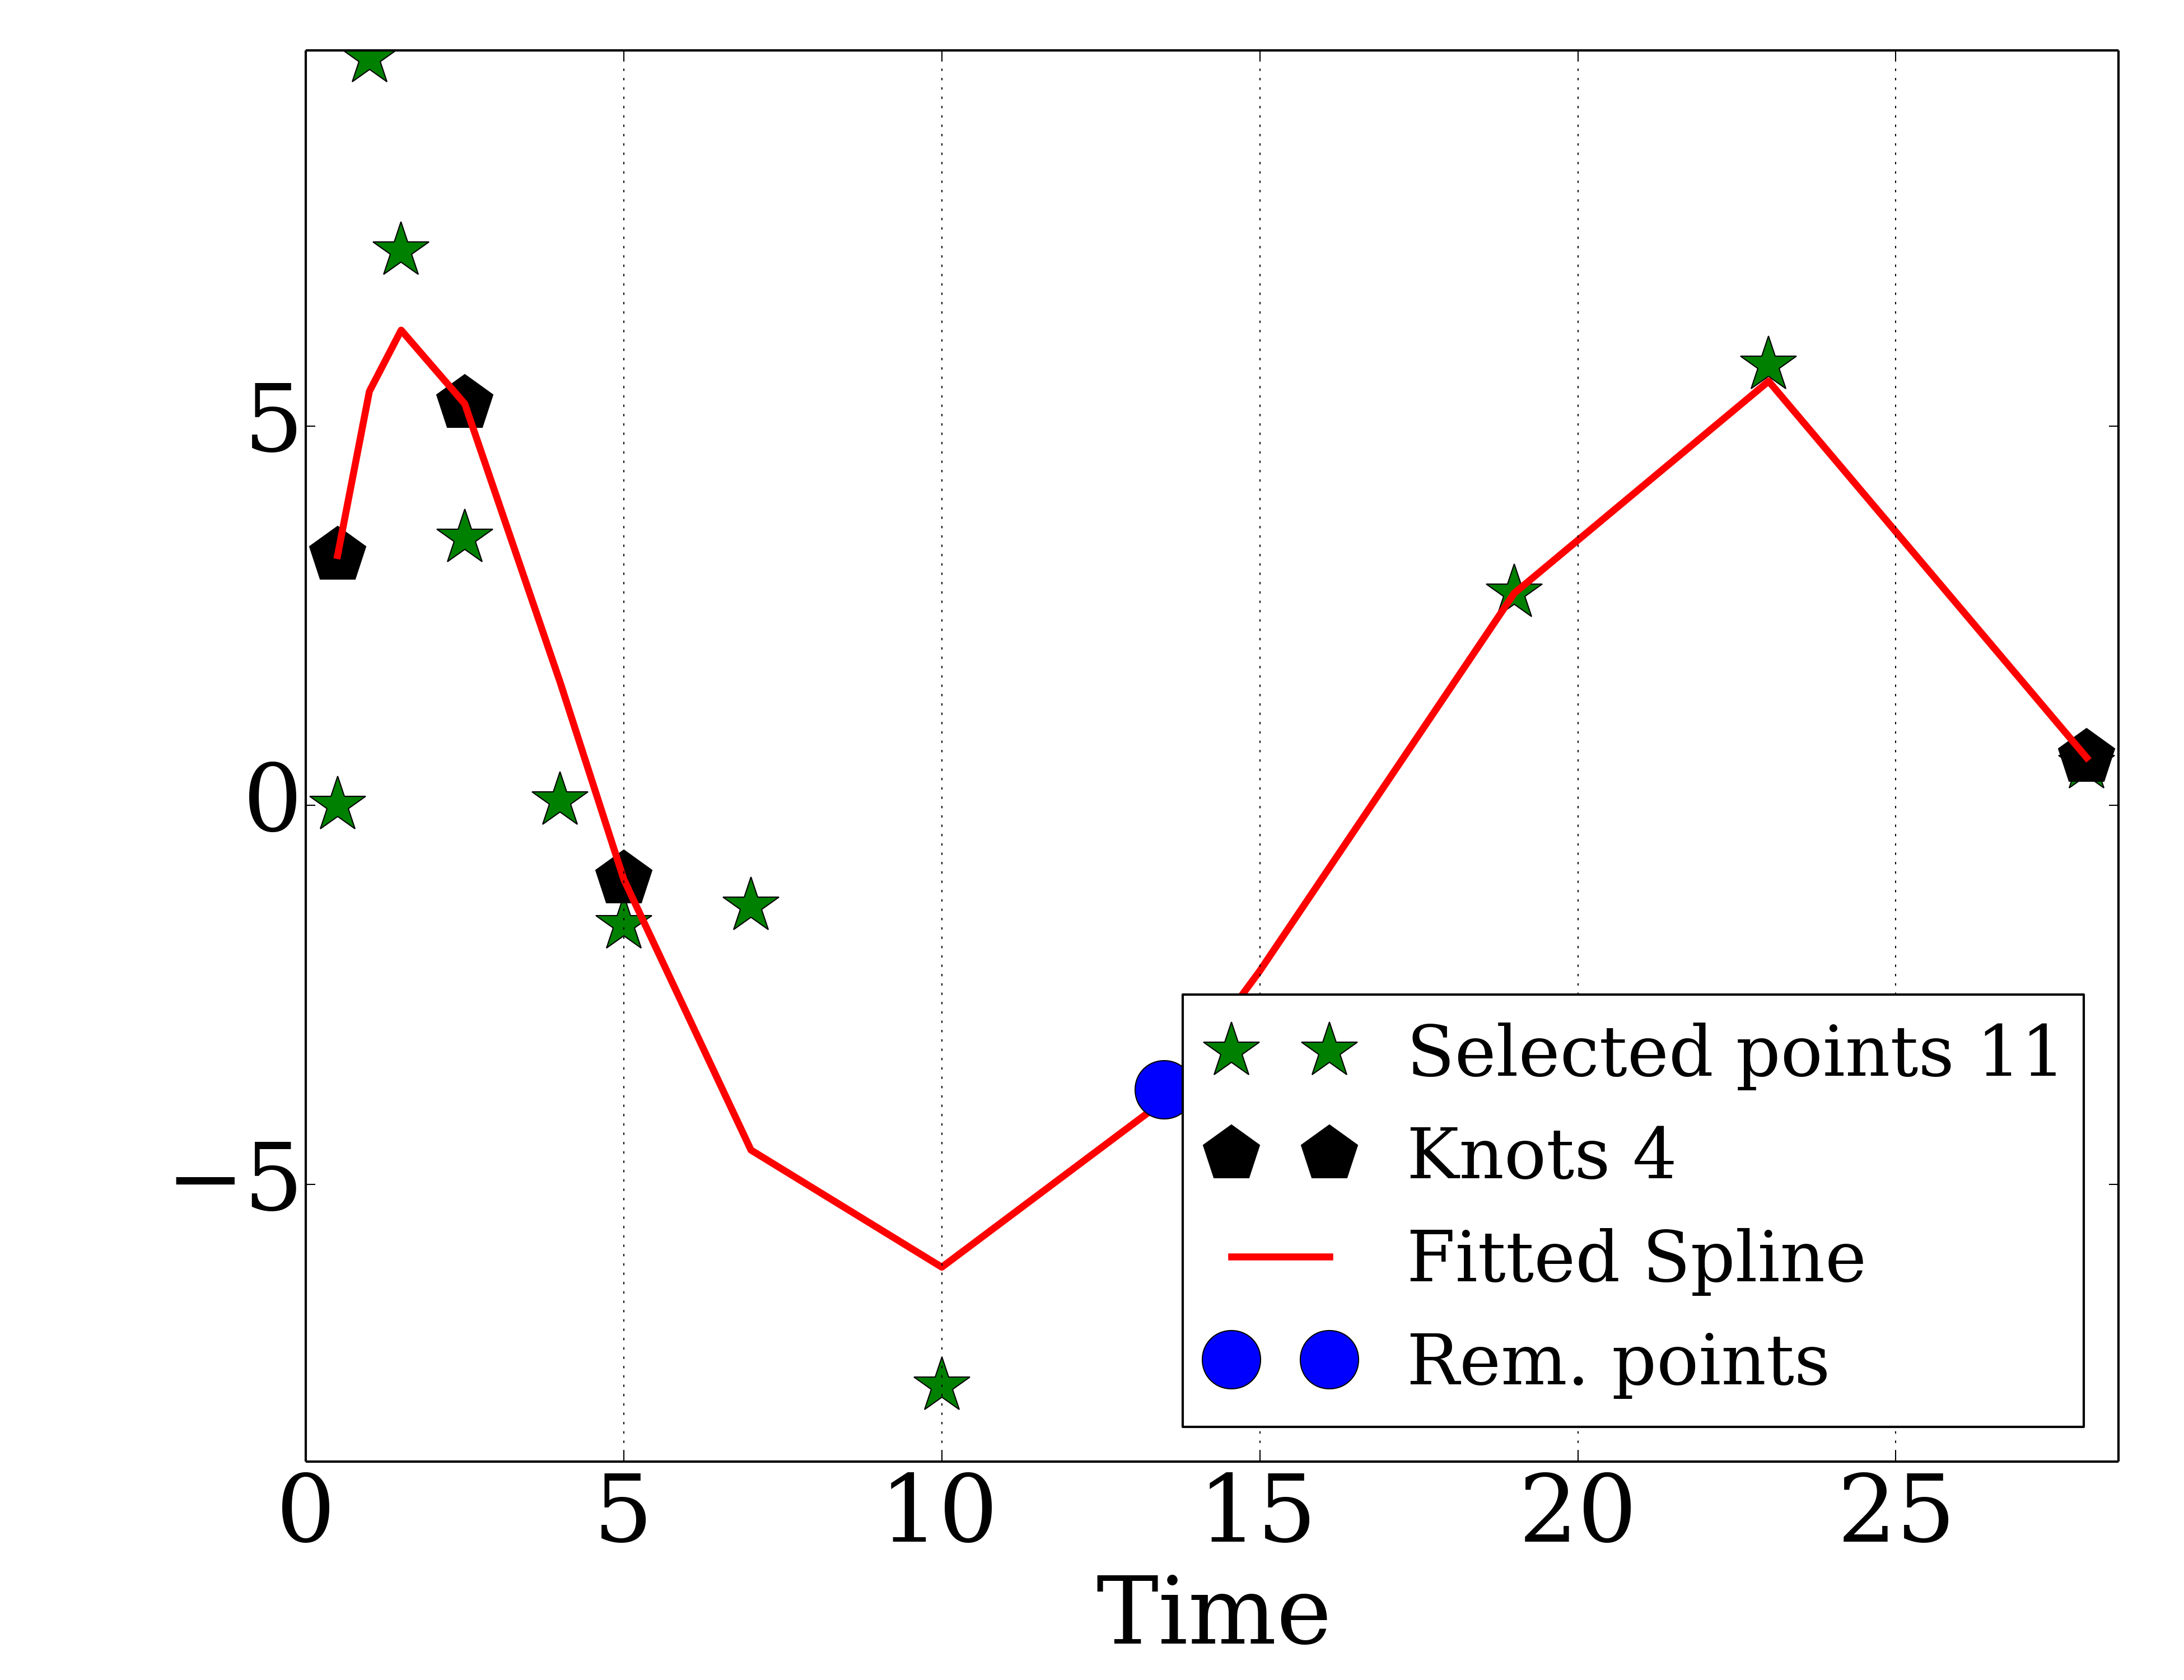 5
0
−5
Selected points 11
Knots 4
Fitted Spline
Rem. points
0 5 10 15 20 25
Time